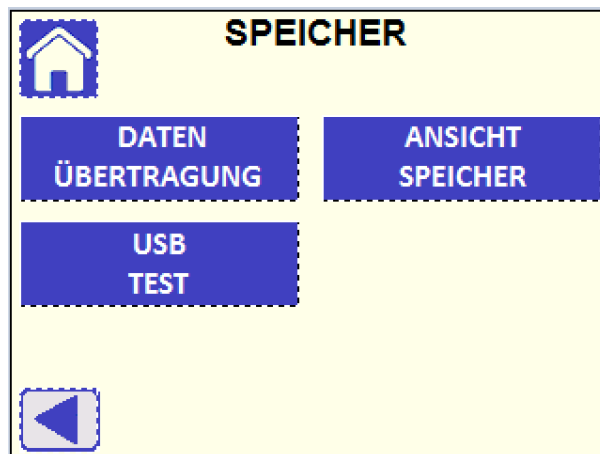 SPEICHER
DATEN
ÜBERTRAGUNG
ANSICHT
SPEICHER
USB
TEST